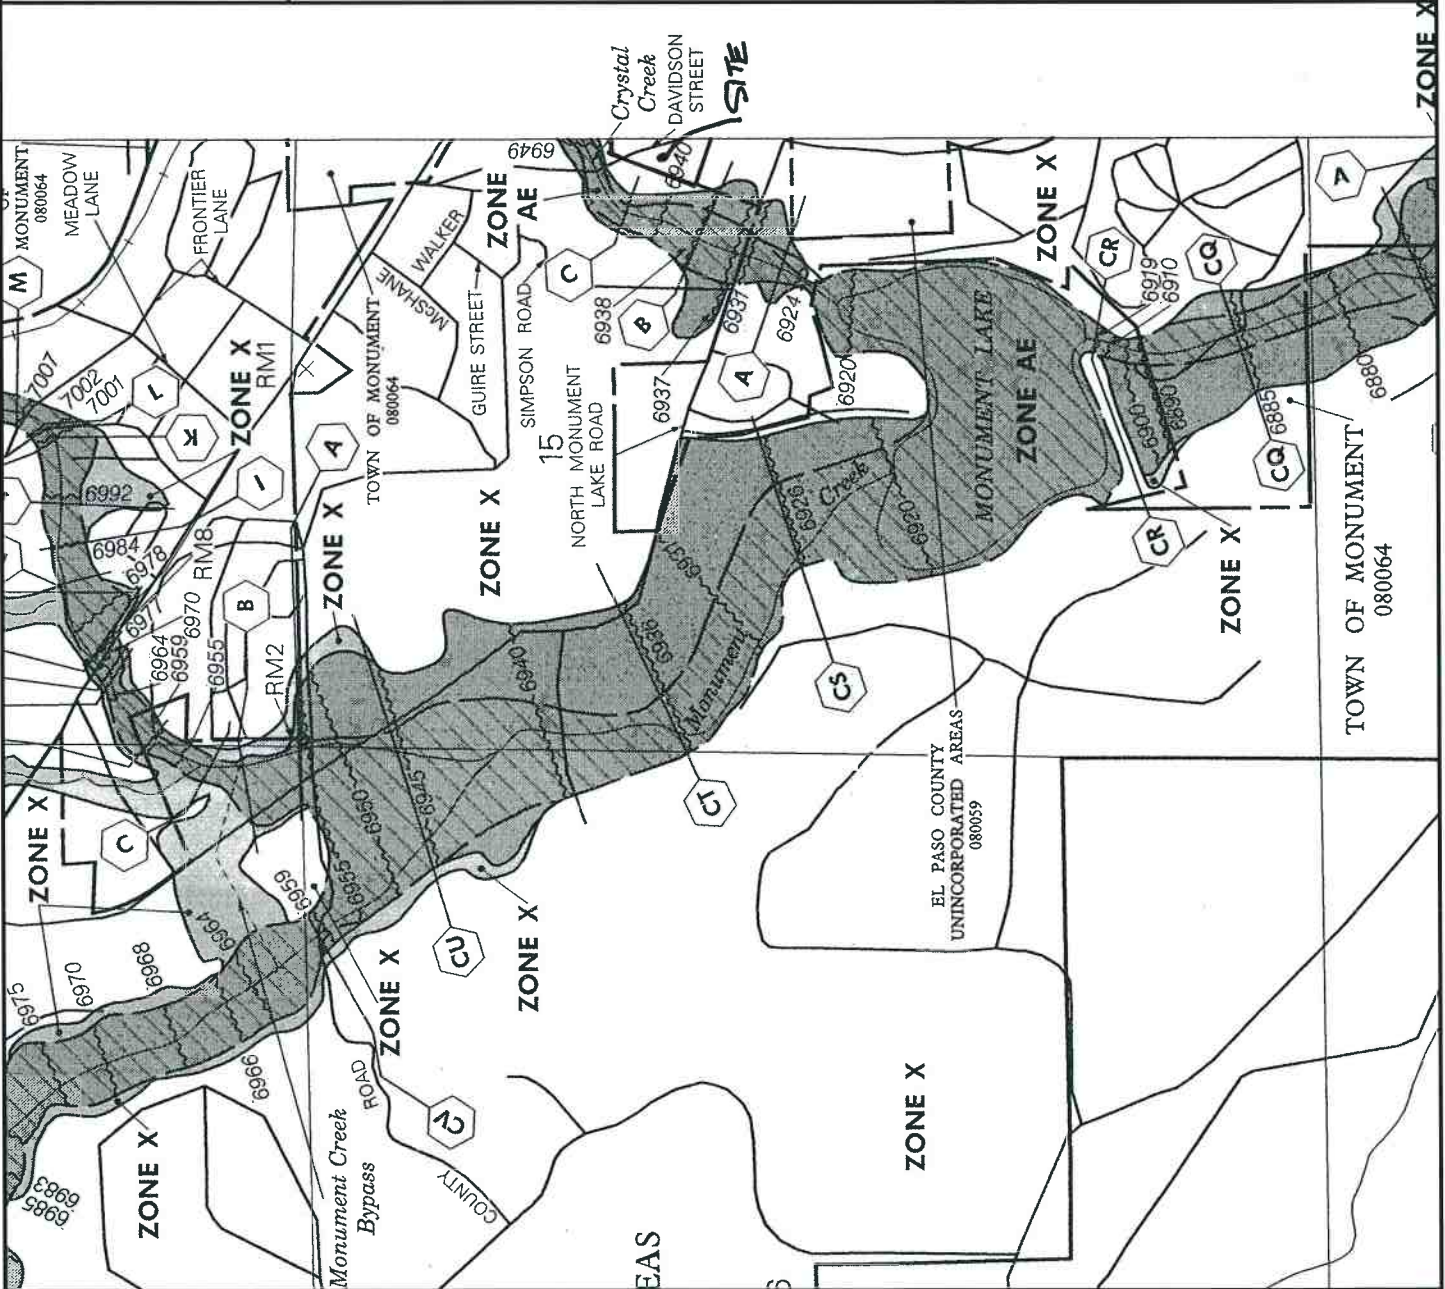 ZONE X
Crystal
Creek
DAVIDSON
STREET
SITE
M
MONUMENT
080064
MEADOW
LANE
FRONTIER
LANE
6949
ZONE
AE
6940
WALKER
McSHANE
GUIRE STREET
SIMPSON ROAD
C
6938
B
6937
6937
6924
A
6920
TOWN OF MONUMENT
080064
ZONE X
RM1
7007
7002
7001
L
K
I
A
6992
6984
6978
6977
RM8
6970
6964
6959
6955
B
RM2
15
NORTH MONUMENT
LAKE ROAD
ZONE X
ZONE X
ZONE X
CR
6919
6910
CQ
A
MONUMENT LAKE
ZONE AE
6900
6890
6885
6880
CQ
CR
ZONE X
TOWN OF MONUMENT
080064
6926
Creek
6920
6931
6936
Monument
6940
CS
CT
EL PASO COUNTY
UNINCORPORATED AREAS
080059
6945
6950
6955
6959
CU
ZONE X
ZONE X
ZONE X
C
6964
6968
6970
6975
6966
ROAD
CV
COUNTY
Monument Creek
Bypass
ZONE X
6983
6985
ZONE X
EAS